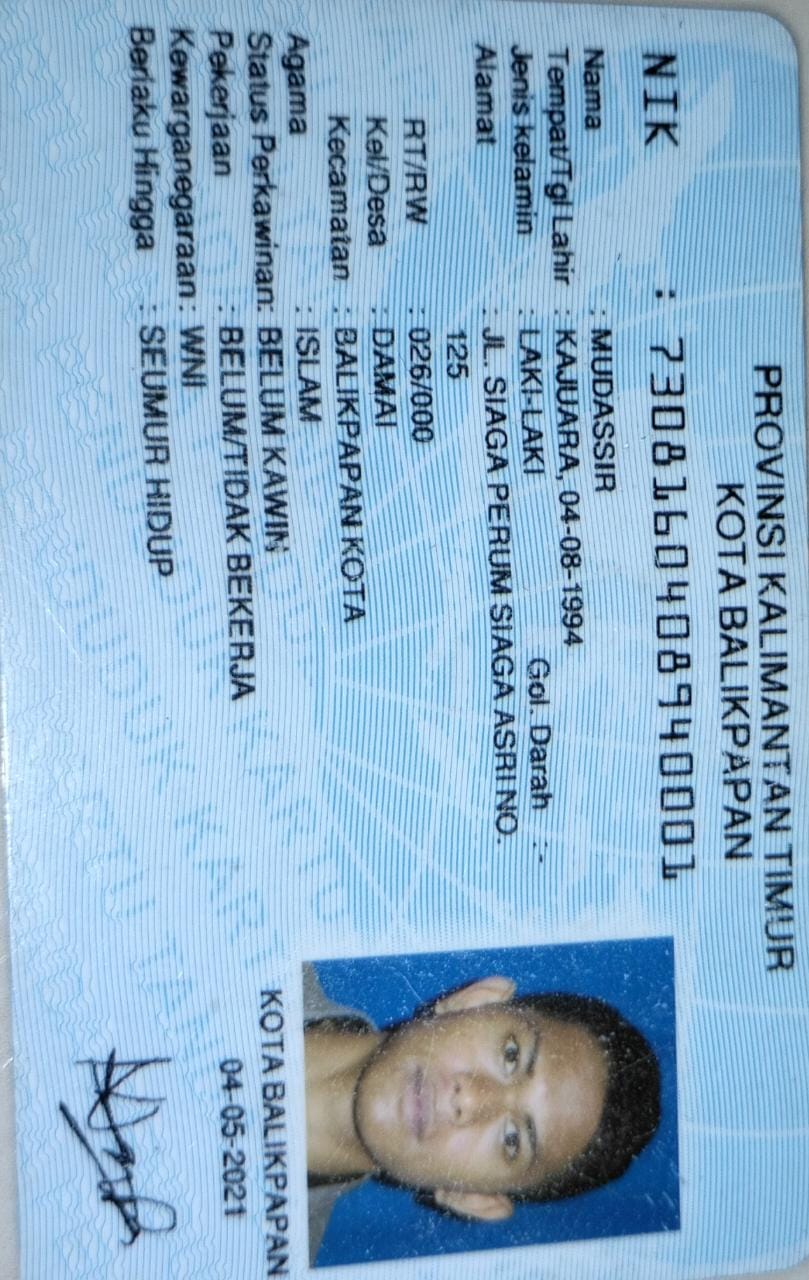 PROVINSI KALIMANTAN TIMUR
KOTA BALIKPAPAN
NIK : 7308160408940001
Nama : MUDASSIR
Tempat/Tgl Lahir : KAJUARA, 04-08-1994
Jenis kelamin : LAKI-LAKI Gol. Darah :-
Alamat : JL. SIAGA PERUM SIAGA ASRI NO.
125
RT/RW : 026/000
Kel/Desa : DAMAI
Kecamatan : BALIKPAPAN KOTA
Agama : ISLAM
Status Perkawinan: BELUM KAWIN
Pekerjaan : BELUM/TIDAK BEKERJA
Kewarganegaraan : WNI
Berlaku Hingga : SEUMUR HIDUP
KOTA BALIKPAPAN
04-05-2021